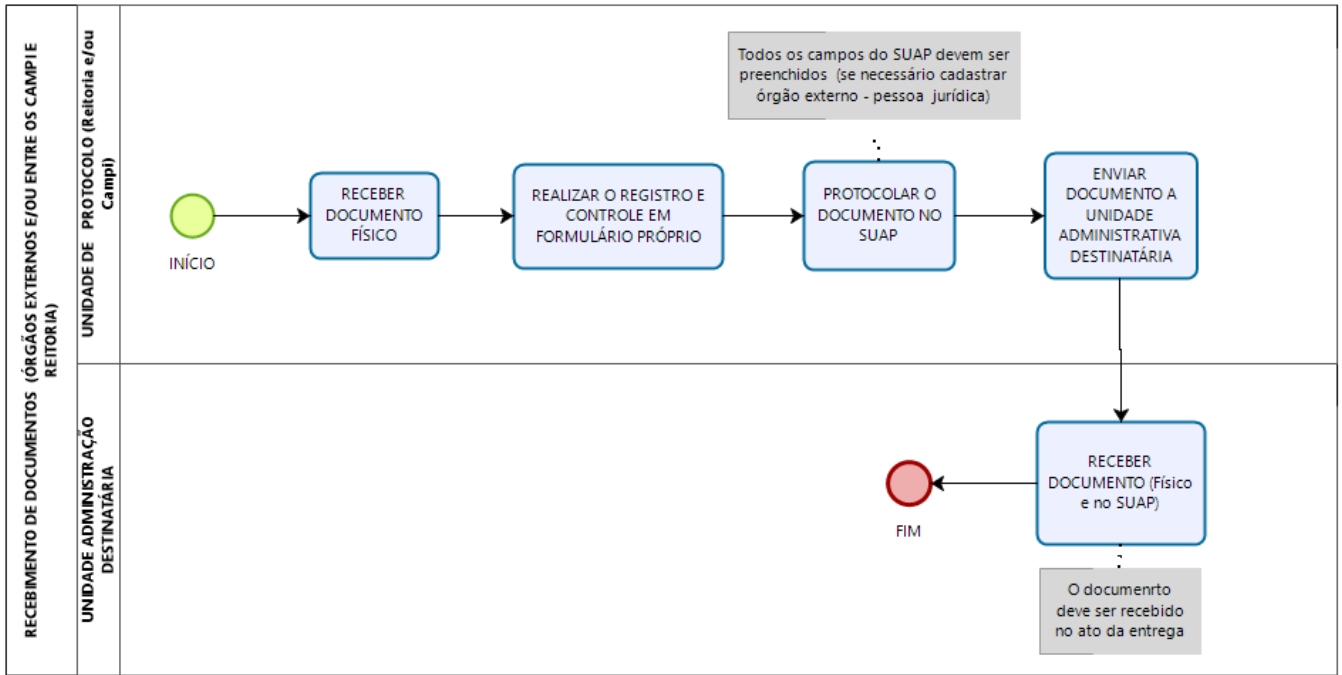 RECEBIMENTO DE DOCUMENTOS (ÓRGÃOS EXTERNOS E/OU ENTRE OS CAMPI E
REITORIA)
UNIDADE DE PROTOCOLO (Reitoria e/ou
Campi)
Todos os campos do SUAP devem ser
preenchidos (se necessário cadastrar
órgão externo - pessoa jurídica)
INÍCIO
RECEBER
DOCUMENTO
FÍSICO
REALIZAR O REGISTRO E
CONTROLE EM
FORMULÁRIO PRÓPRIO
PROTOCOLAR O
DOCUMENTO NO
SUAP
ENVIAR
DOCUMENTO A
UNIDADE
ADMINISTRATIVA
DESTINATÁRIA
UNIDADE ADMINISTRAÇÃO
DESTINATÁRIA
RECEBER
DOCUMENTO (Físico
e no SUAP)
FIM
O documenrto
deve ser recebido
no ato da entrega